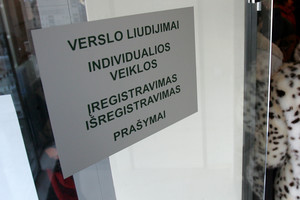 VERSLO LIUDIJIMAI
INDIVIDUALIOS
VEIKLOS
ĮREGISTRAVIMAS
IŠREGISTRAVIMAS
PRAŠYMAI